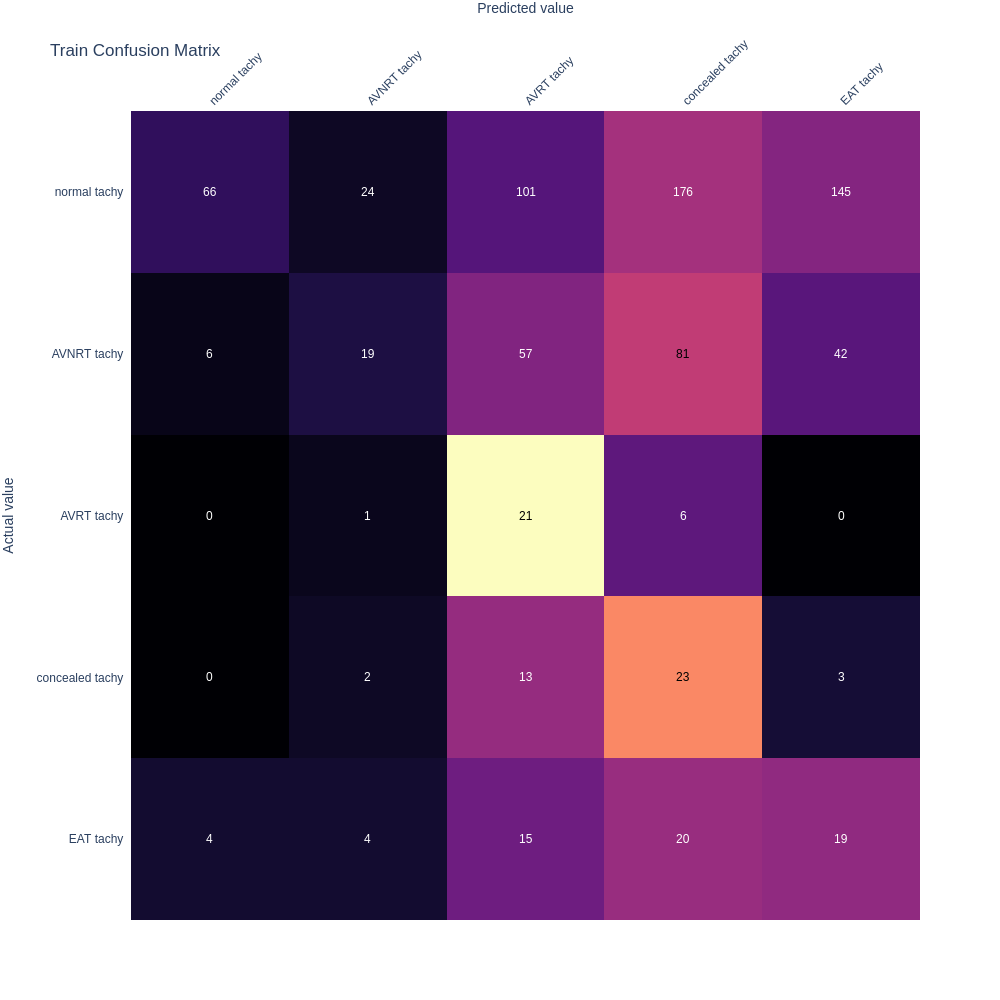 Predicted value
Train Confusion Matrix
normal tachy
AVNRT tachy
AVRT tachy
concealed tachy
EAT tachy
normal tachy 66 24 101 176 145
AVNRT tachy 6 19 57 81 42
AVRT tachy 0 1 21 6 0
concealed tachy 0 2 13 23 3
EAT tachy 4 4 15 20 19
Actual value